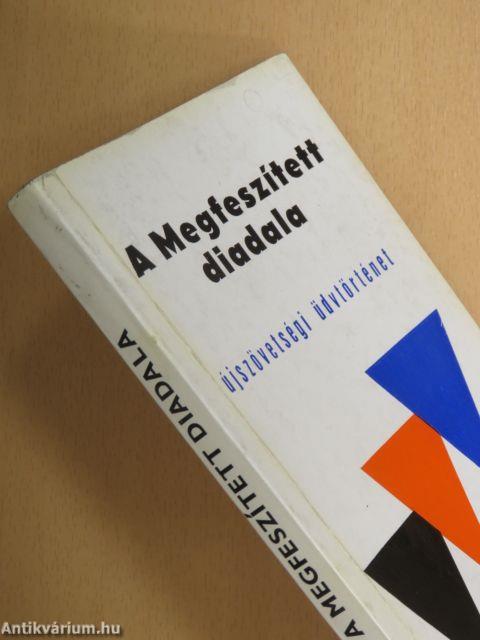 A Megfeszített
diadala
újszövetségi üdvtörténet
A MEGFESZÍTETT DIADALA
Antikvárium.hu